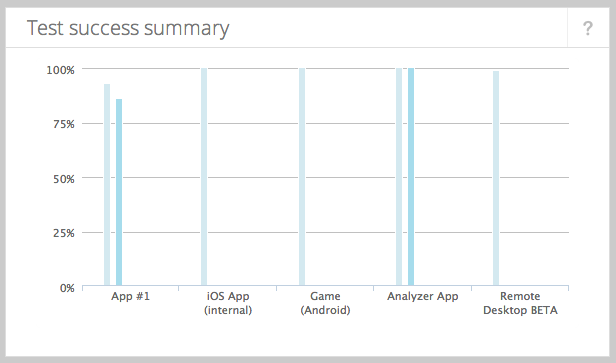 Test success summary
?
100%
75%
50%
25%
0%
App #1
iOS App
(internal)
Game
(Android)
Analyzer App
Remote
Desktop BETA